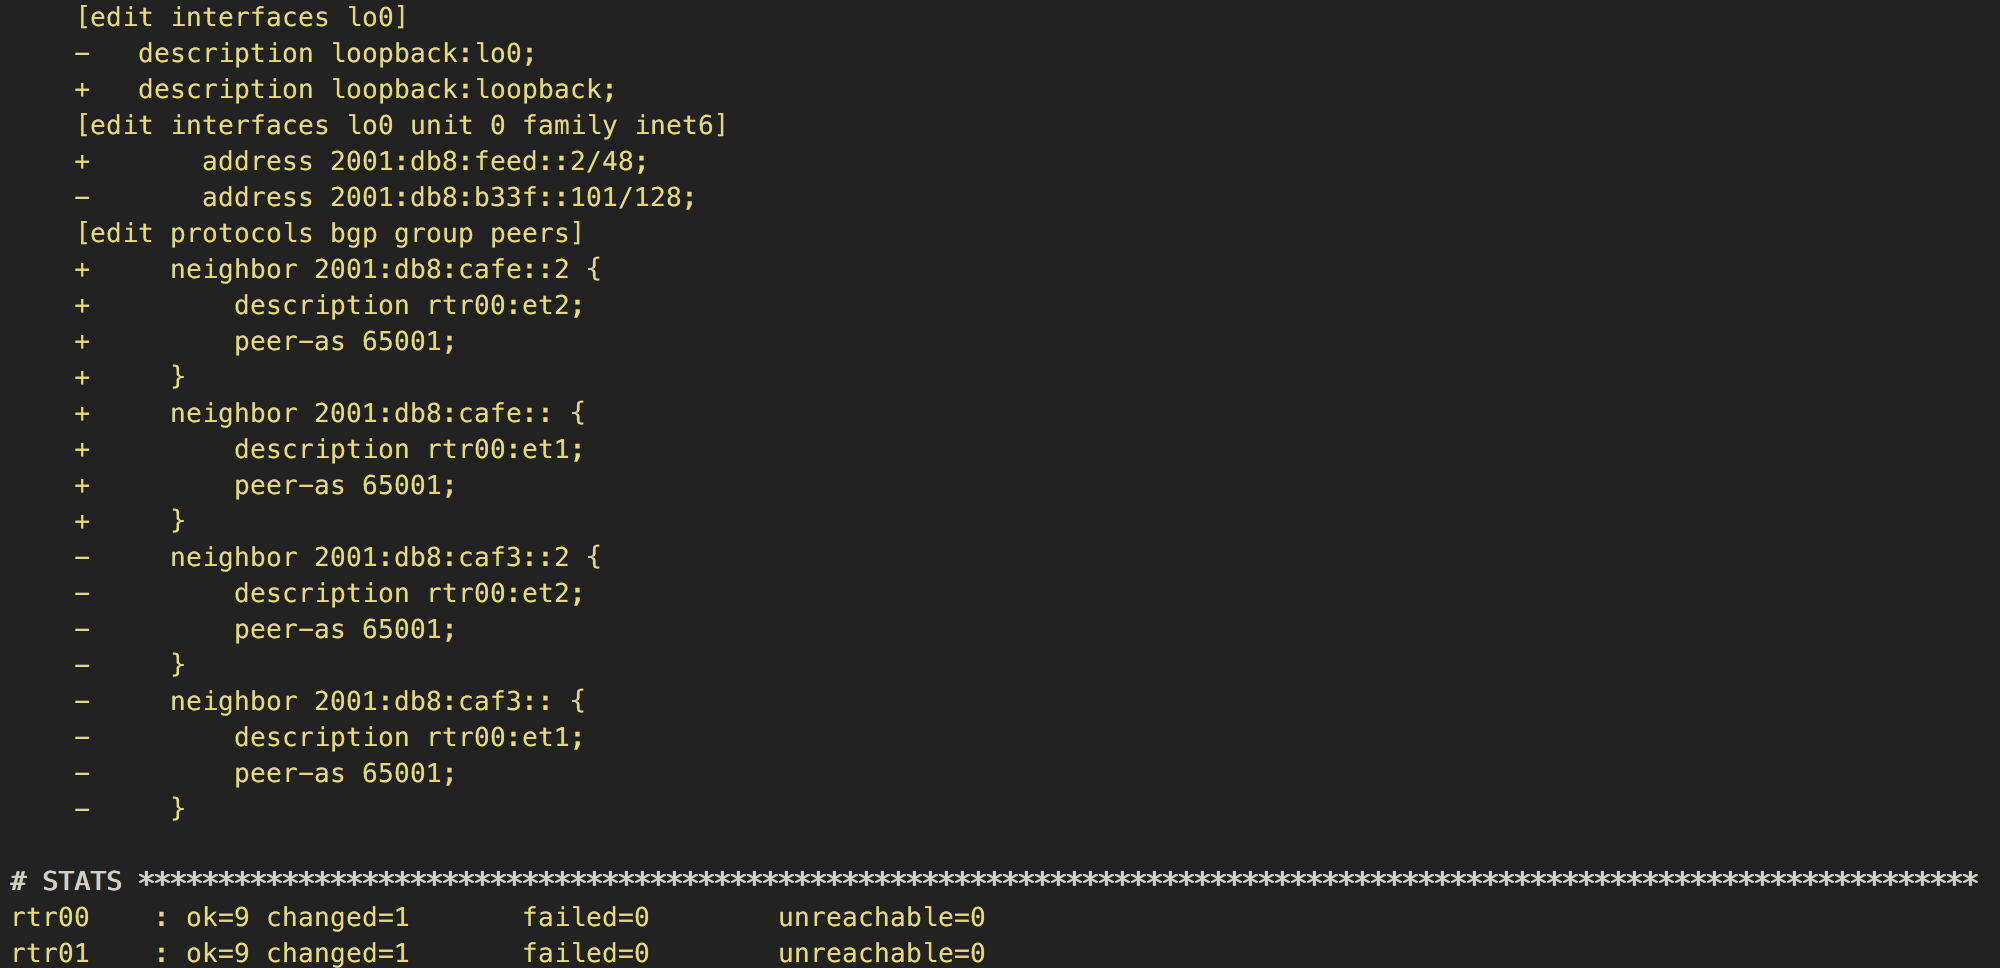 [edit interfaces lo0]
-   description loopback:lo0;
+   description loopback:loopback;
[edit interfaces lo0 unit 0 family inet6]
+       address 2001:db8:feed::2/48;
-       address 2001:db8:b33f::101/128;
[edit protocols bgp group peers]
+     neighbor 2001:db8:cafe::2 {
+         description rtr00:et2;
+         peer-as 65001;
+     }
+     neighbor 2001:db8:cafe:: {
+         description rtr00:et1;
+         peer-as 65001;
+     }
-     neighbor 2001:db8:caf3::2 {
-         description rtr00:et2;
-         peer-as 65001;
-     }
-     neighbor 2001:db8:caf3:: {
-         description rtr00:et1;
-         peer-as 65001;
-     }
# STATS *******************************************************************************************************************
rtr00    : ok=9 changed=1       failed=0        unreachable=0
rtr01    : ok=9 changed=1       failed=0        unreachable=0